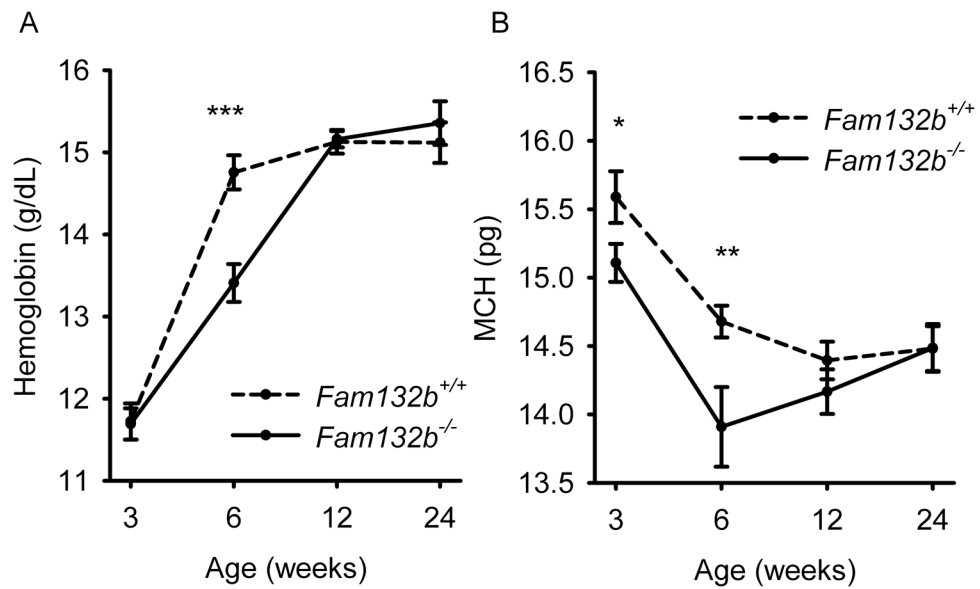 A
Hemoglobin (g/dL)
16
15
14
13
12
11
***
Fam132b+/+
Fam132b-/-
3 6 12 24
Age (weeks)
B
MCH (pg)
16.5
16.0
15.5
15.0
14.5
14.0
13.5
*
**
Fam132b+/+
Fam132b-/-
3 6 12 24
Age (weeks)